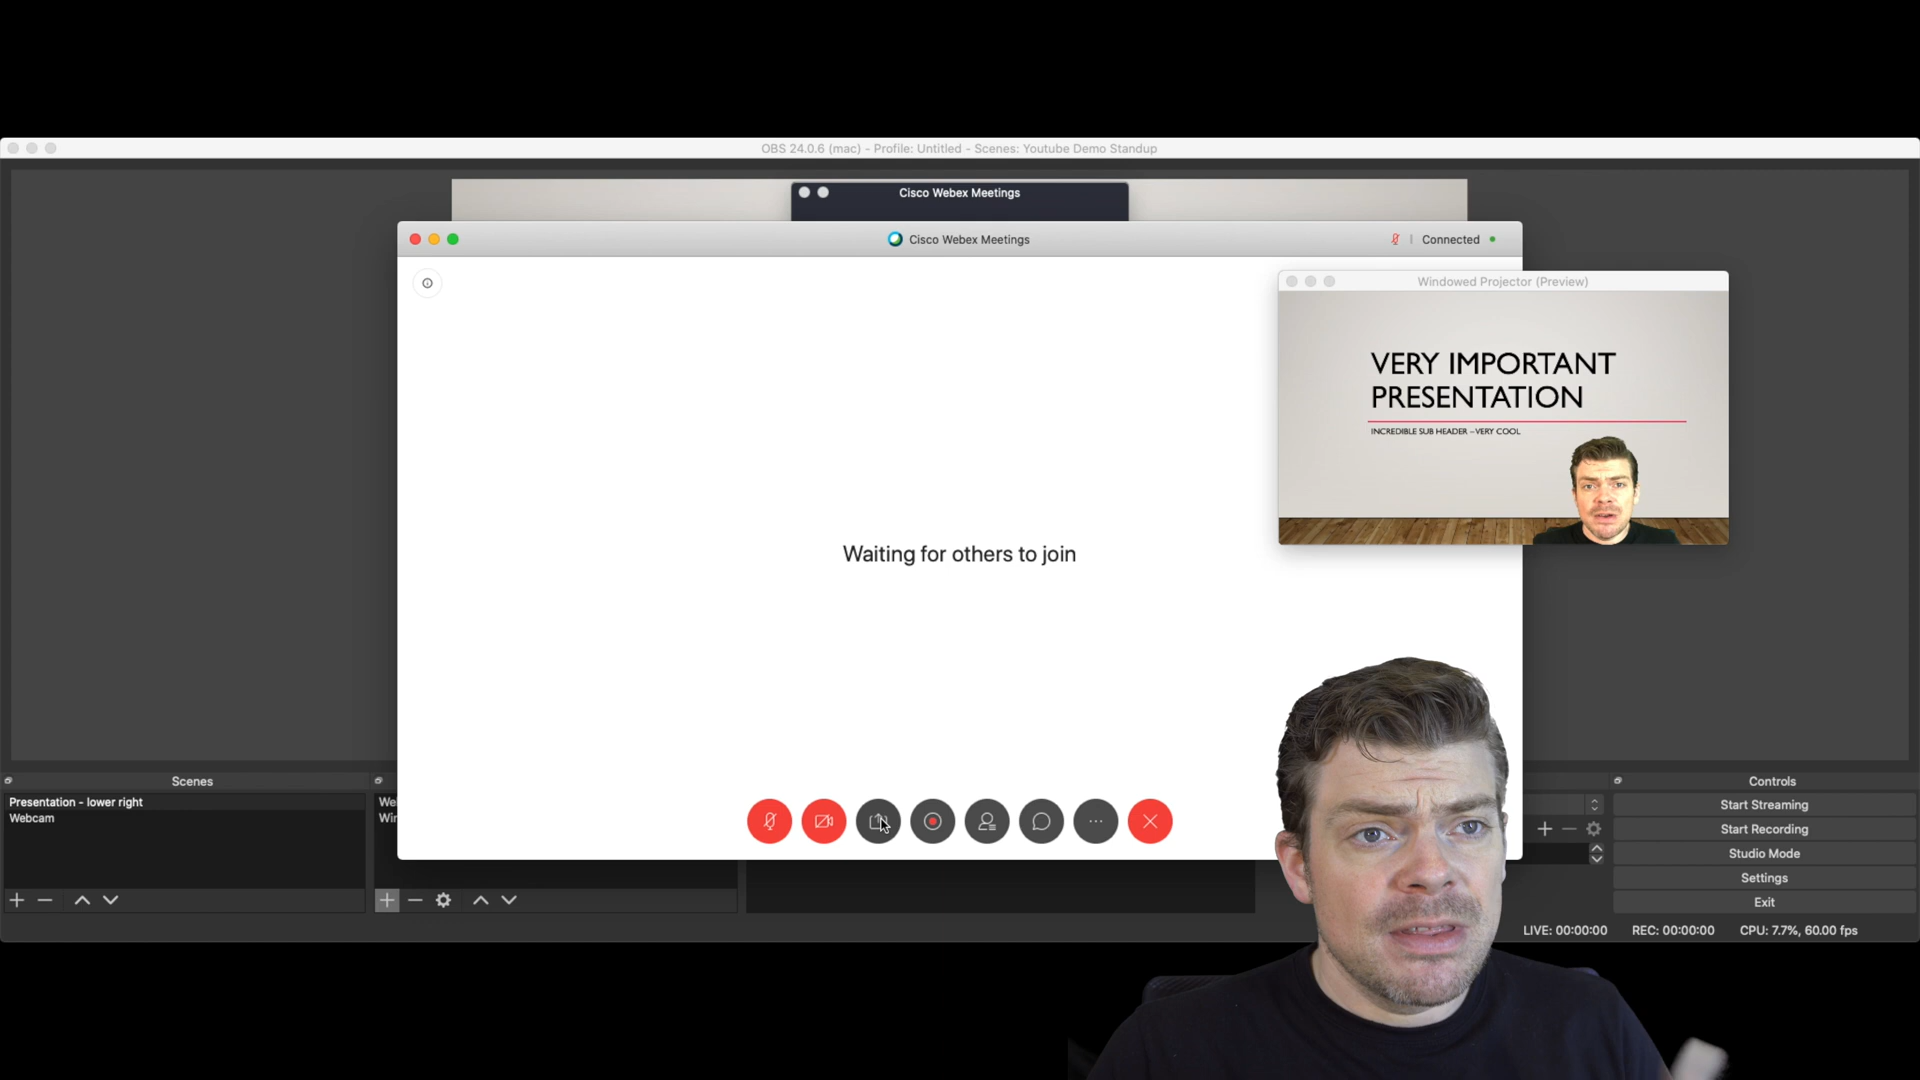 OBS 24.0.6 (mac) - Profile: Untitled - Scenes: Youtube Demo Standup
Cisco Webex Meetings
Cisco Webex Meetings
Connected
Windowed Projector (Preview)
VERY IMPORTANT
PRESENTATION
INCREDIBLE SUB HEADER – VERY COOL
Waiting for others to join
Scenes
Presentation - lower right
Webcam
We
Wi
Controls
Start Streaming
Start Recording
Studio Mode
Settings
Exit
LIVE: 00:00:00
REC: 00:00:00
CPU: 7.7%, 60.00 fps